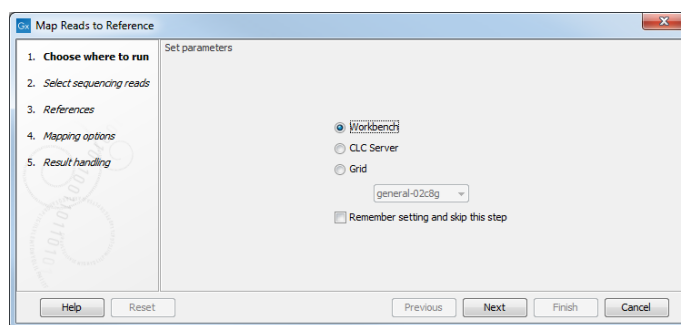 Gx Map Reads to Reference
X
1. Choose where to run
2. Select sequencing reads
3. References
4. Mapping options
5. Result handling
Set parameters
Workbench
CLC Server
Grid
general-02c8g
Remember setting and skip this step
Help Reset Previous Next Finish Cancel